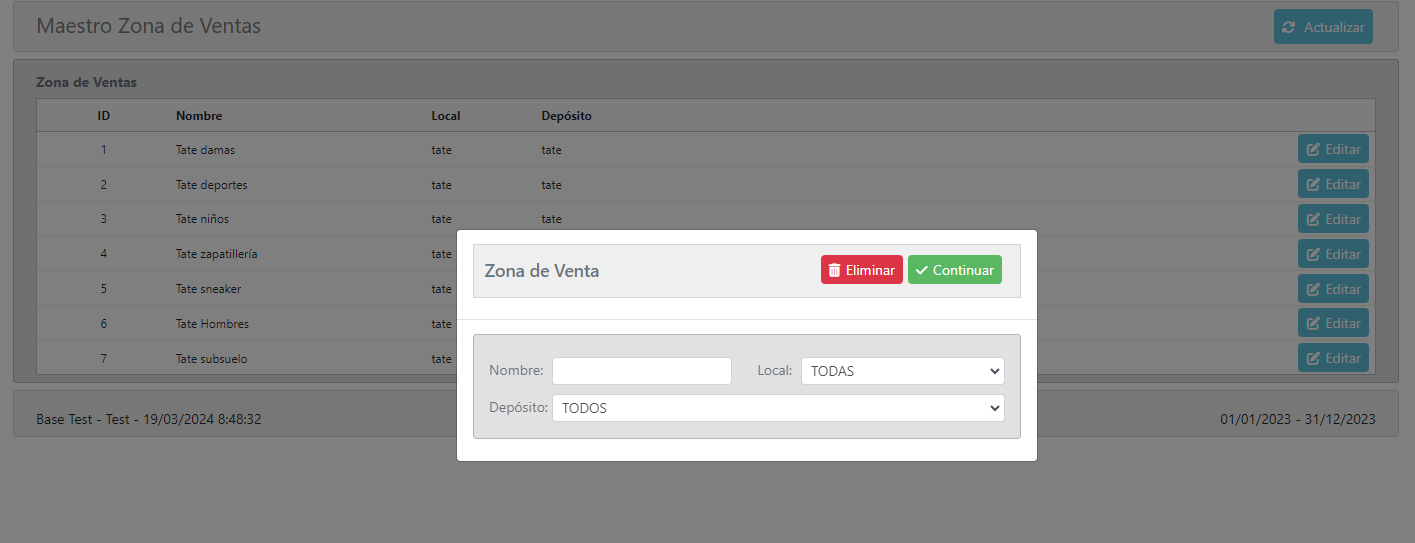 Maestro Zona de Ventas Actualizar
Zona de Ventas
ID Nombre Local Depósito
1 Tate damas tate tate Editar
2 Tate deportes tate tate Editar
3 Tate niños tate tate Editar
4 Tate zapatillería tate Editar
5 Tate sneaker tate Editar
6 Tate Hombres tate Editar
7 Tate subsuelo tate Editar
Base Test - Test - 19/03/2024 8:48:32 01/01/2023 - 31/12/2023
Zona de Venta Eliminar Continuar
Nombre: Local: TODAS
Depósito: TODOS